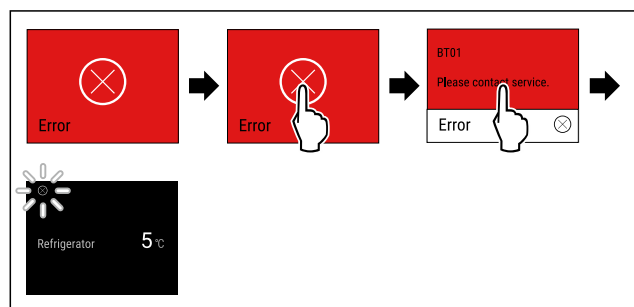 Error
Error
BT01
Please contact service.
Error
Refrigerator 5 °C